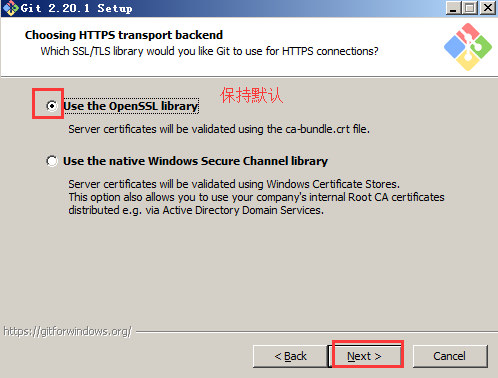 Git 2.20.1 Setup
Choosing HTTPS transport backend
Which SSL/TLS library would you like Git to use for HTTPS connections?
保持默认
Use the OpenSSL library
Server certificates will be validated using the ca-bundle.crt file.
Use the native Windows Secure Channel library
Server certificates will be validated using Windows Certificate Stores.
This option also allows you to use your company's internal Root CA certificates
distributed e.g. via Active Directory Domain Services.
https://gitforwindows.org/
< Back
Next >
Cancel